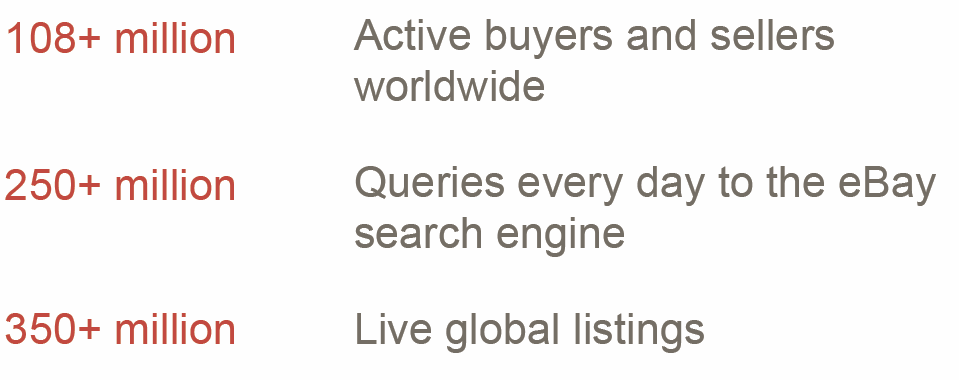 108+ million Active buyers and sellers
worldwide
250+ million Queries every day to the eBay
search engine
350+ million Live global listings